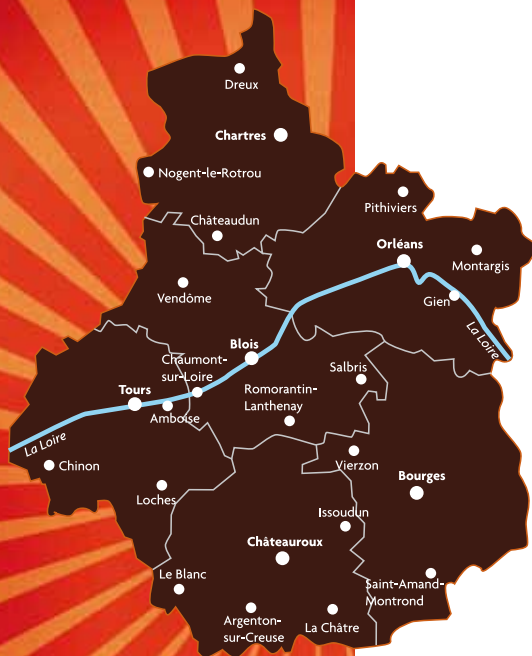 Dreux
Chartres
Nogent-le-Rotrou
Pithiviers
Châteaudun
Orléans
Montargis
Vendôme
Gien
La Loire
Blois
Chaumont-
sur-Loire
Salbris
Tours
Romorantin-
Lanthenay
Amboise
La Loire
Chinon
Vierzon
Bourges
Loches
Issoudun
Châteauroux
Le Blanc
Saint-Amand-
Montrond
Argenton-
sur-Creuse
La Châtre